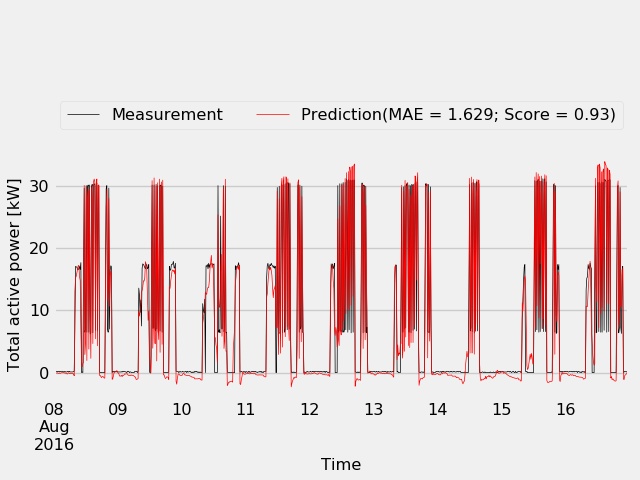 Measurement
Prediction(MAE = 1.629; Score = 0.93)
Total active power [kW]
30
20
10
0
08 09 10 11 12 13 14 15 16
Aug
2016
Time